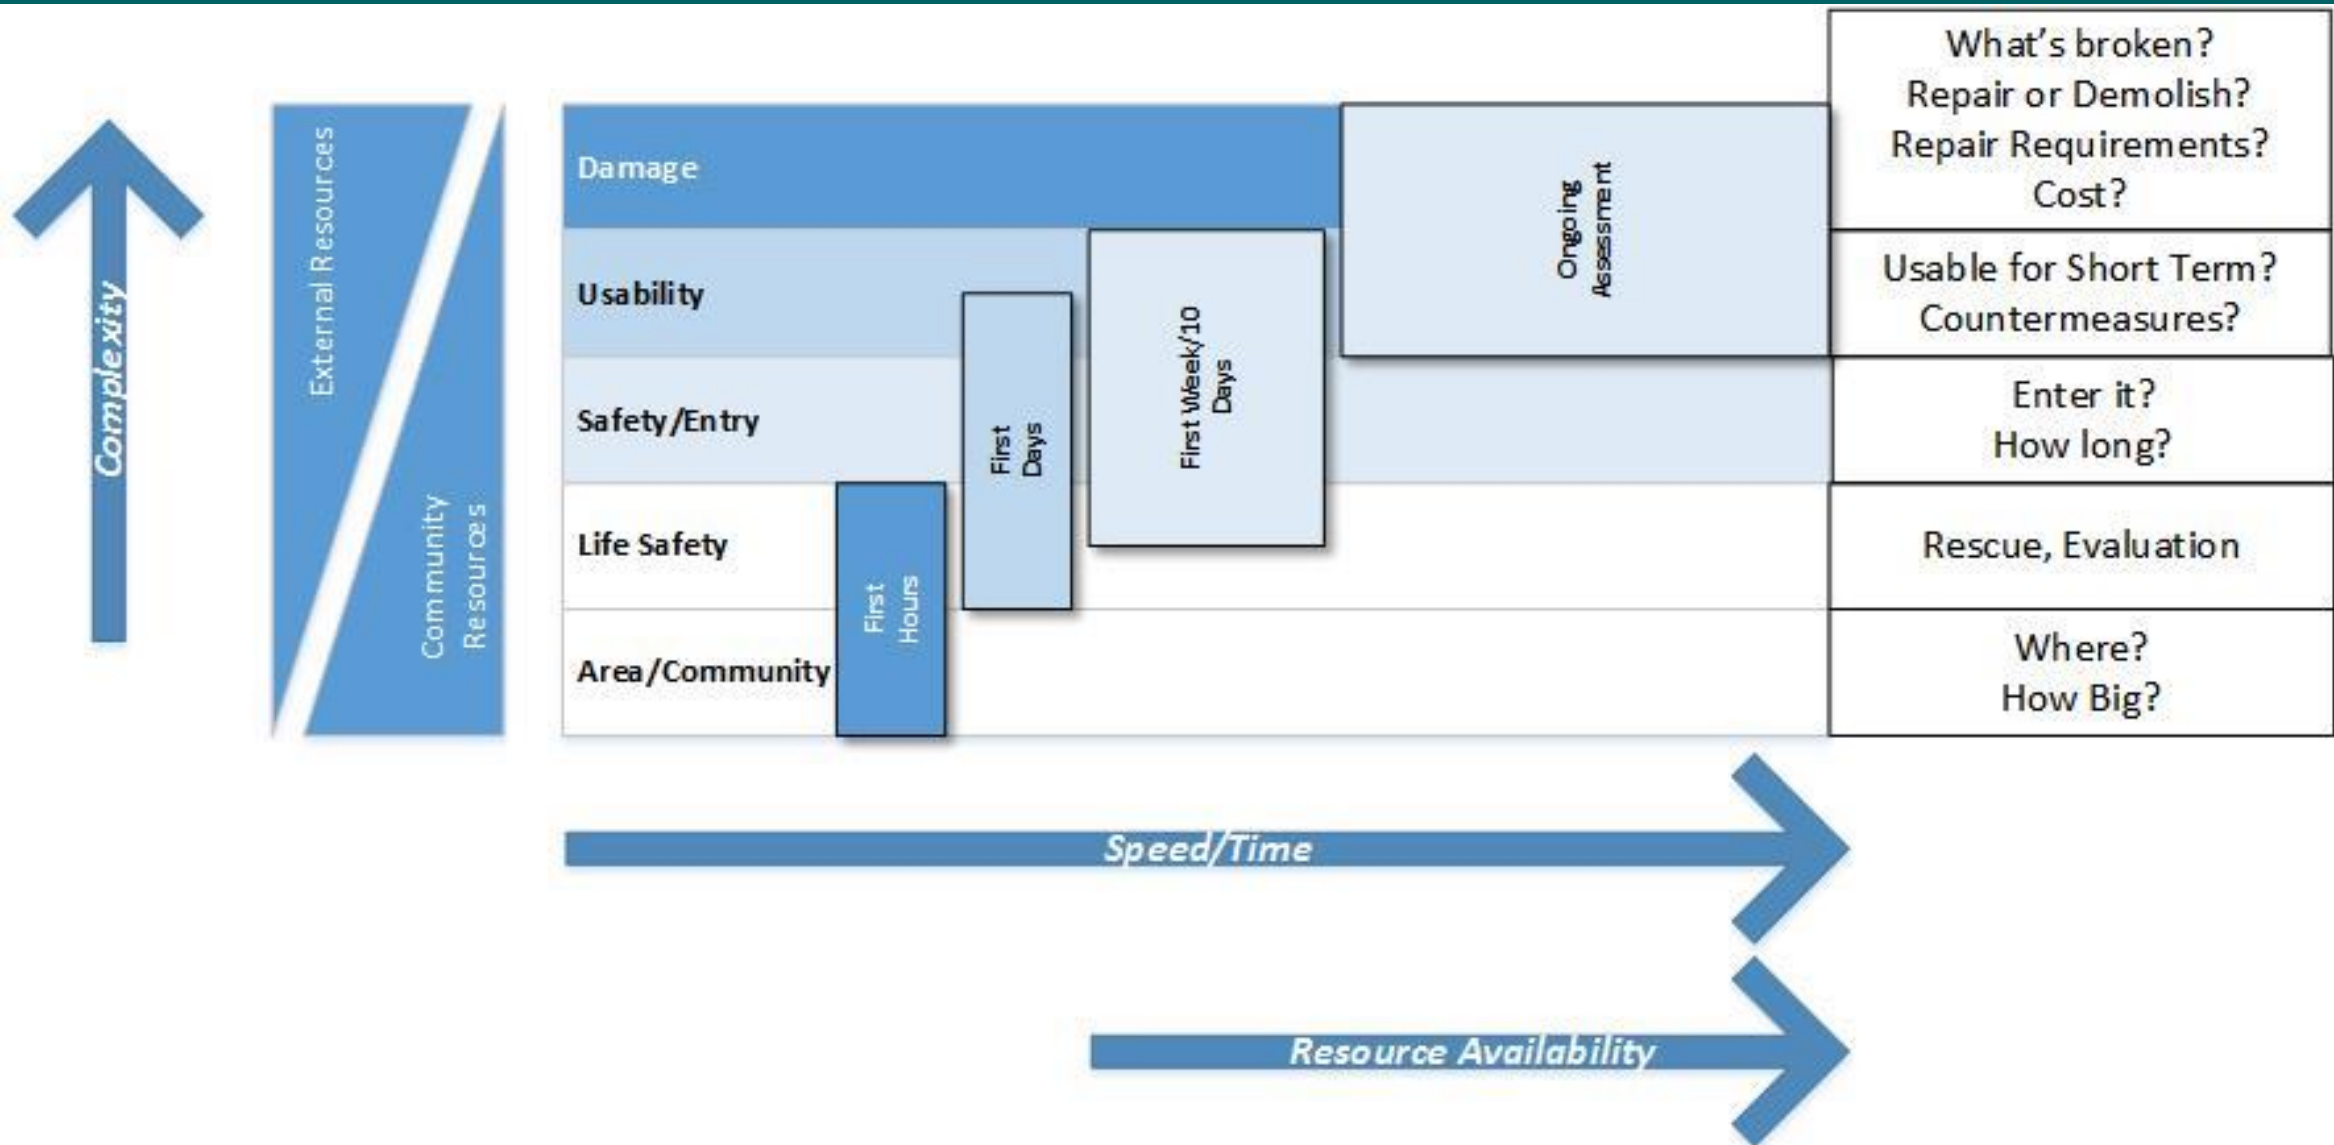 Complexity
External Resources
Community
Resources
Damage
Usability
Safety/Entry
Life Safety
Area/Community
First
Hours
First
Days
First Week/10
Days
Ongoing
Assessment
What's broken?
Repair or Demolish?
Repair Requirements?
Cost?
Usable for Short Term?
Countermeasures?
Enter it?
How long?
Rescue, Evaluation
Where?
How Big?
Speed/Time
Resource Availability